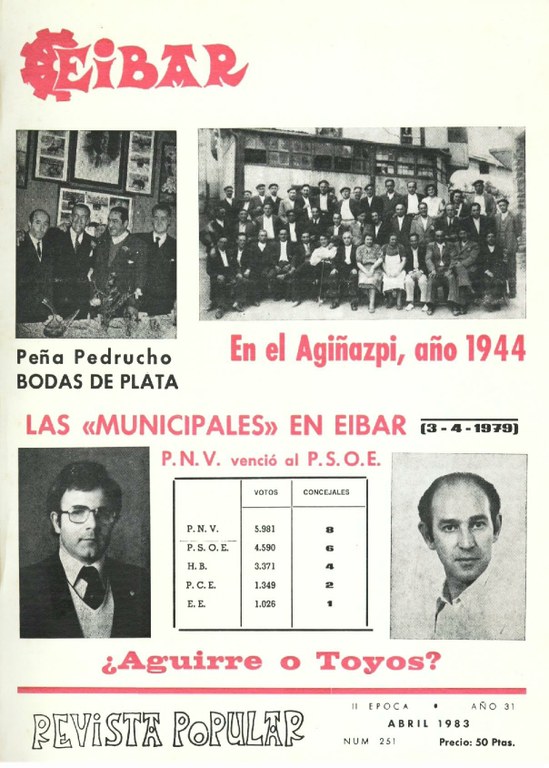 EIBAR
Peña Pedrucho
BODAS DE PLATA
En el Agiñazpi, año 1944
LAS «MUNICIPALES» EN EIBAR (3-4-1979)
P.N.V. venció al P.S.O.E.
VOTOS CONCEJALES
P.N.V. 5.981 8
P.S.O.E. 4.590 6
H.B. 3.371 4
P.C.E. 1.349 2
E.E. 1.026 1
¿Aguirre o Toyos?
REVISTA POPULAR
II EPOCA • AÑO 31
ABRIL 1983
NUM 251 Precio: 50 Ptas.